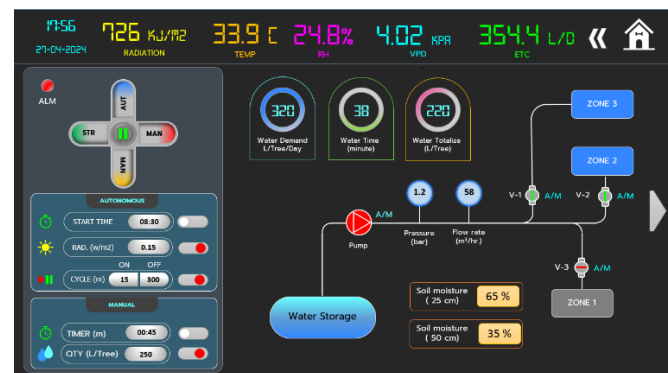 17:56
27-04-2024
726 KJ/m2
RADIATION
33.9 C
TEMP
24.8%
RH
4.02 KPA
VPD
354.4 L/D
ETC
ALM
AUT
STR
MAN
MAN
AUTONOMOUS
START TIME 08:30
RAD. (w/m2) 0.15
ON OFF
CYCLE (m) 15 300
MANUAL
TIMER (m) 00:45
QTY (L/Tree) 250
320
Water Demand
L/Tree/Day
38
Water Time
(minute)
220
Water Totalize
(L/Tree)
ZONE 3
ZONE 2
V-1 A/M
V-2 A/M
1.2
Pressure
(bar)
58
Flow rate
(m³/hr.)
A/M
Pump
V-3 A/M
ZONE 1
Water Storage
Soil moisture
( 25 cm)
65 %
Soil moisture
( 50 cm)
35 %